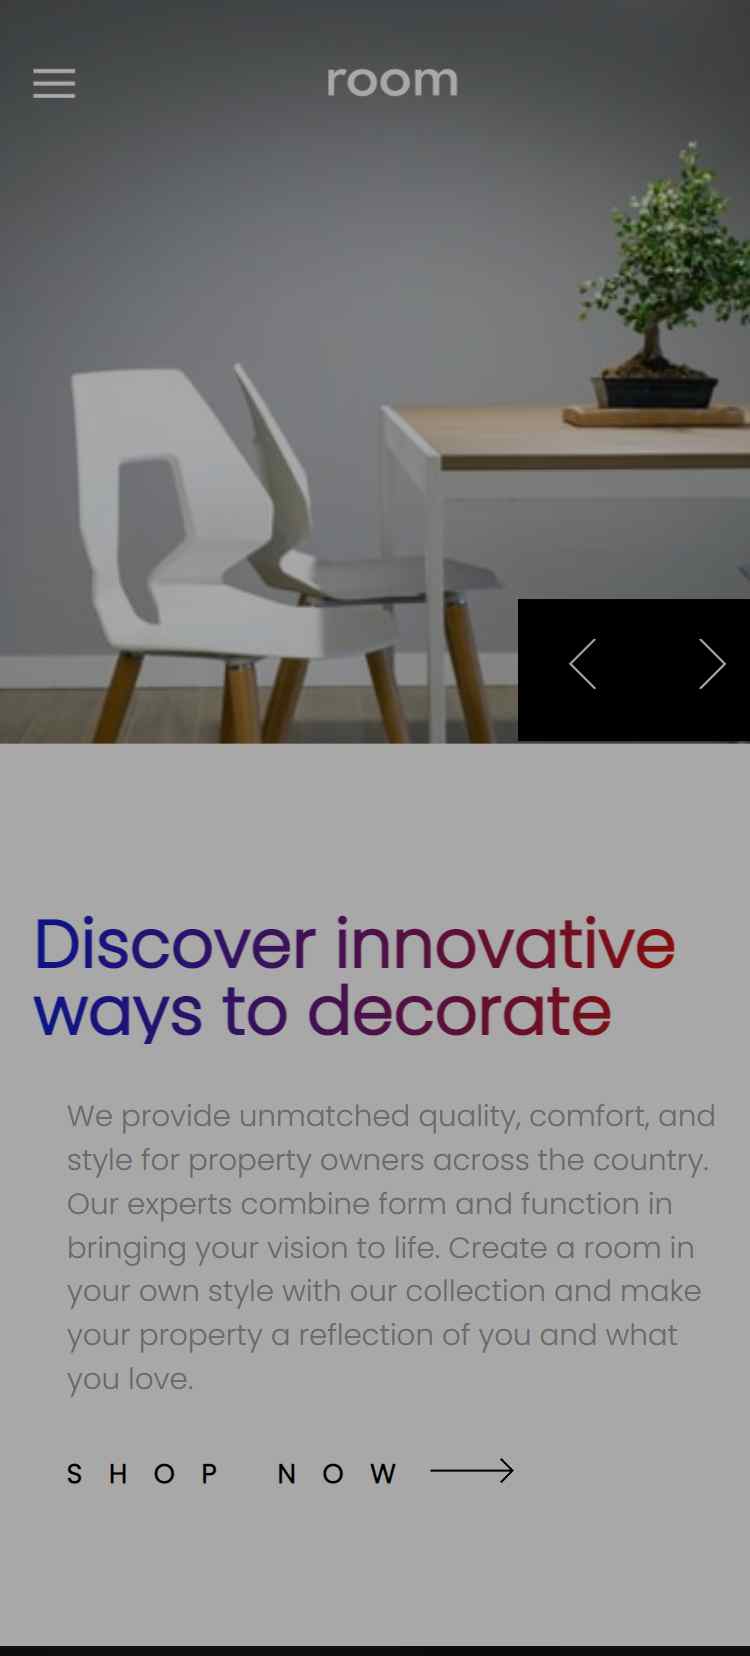 room
Discover innovative
ways to decorate
We provide unmatched quality, comfort, and
style for property owners across the country.
Our experts combine form and function in
bringing your vision to life. Create a room in
your own style with our collection and make
your property a reflection of you and what
you love.
SHOP NOW